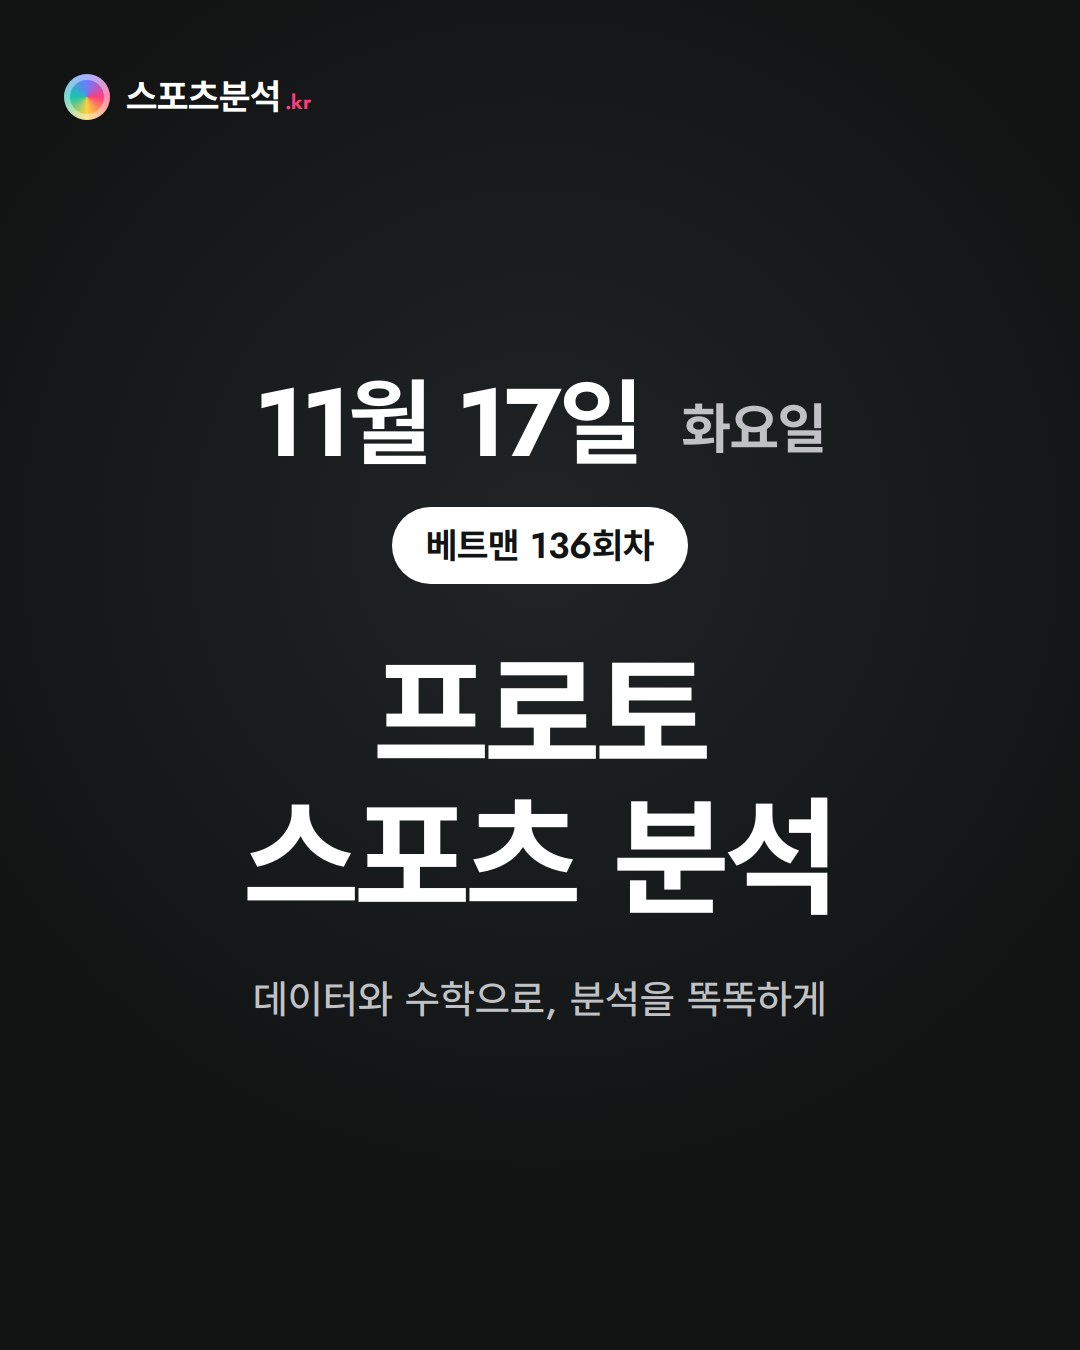 스포츠분석.kr
11월 17일 화요일
베트맨 136회차
프로토
스포츠 분석
데이터와 수학으로, 분석을 똑똑하게